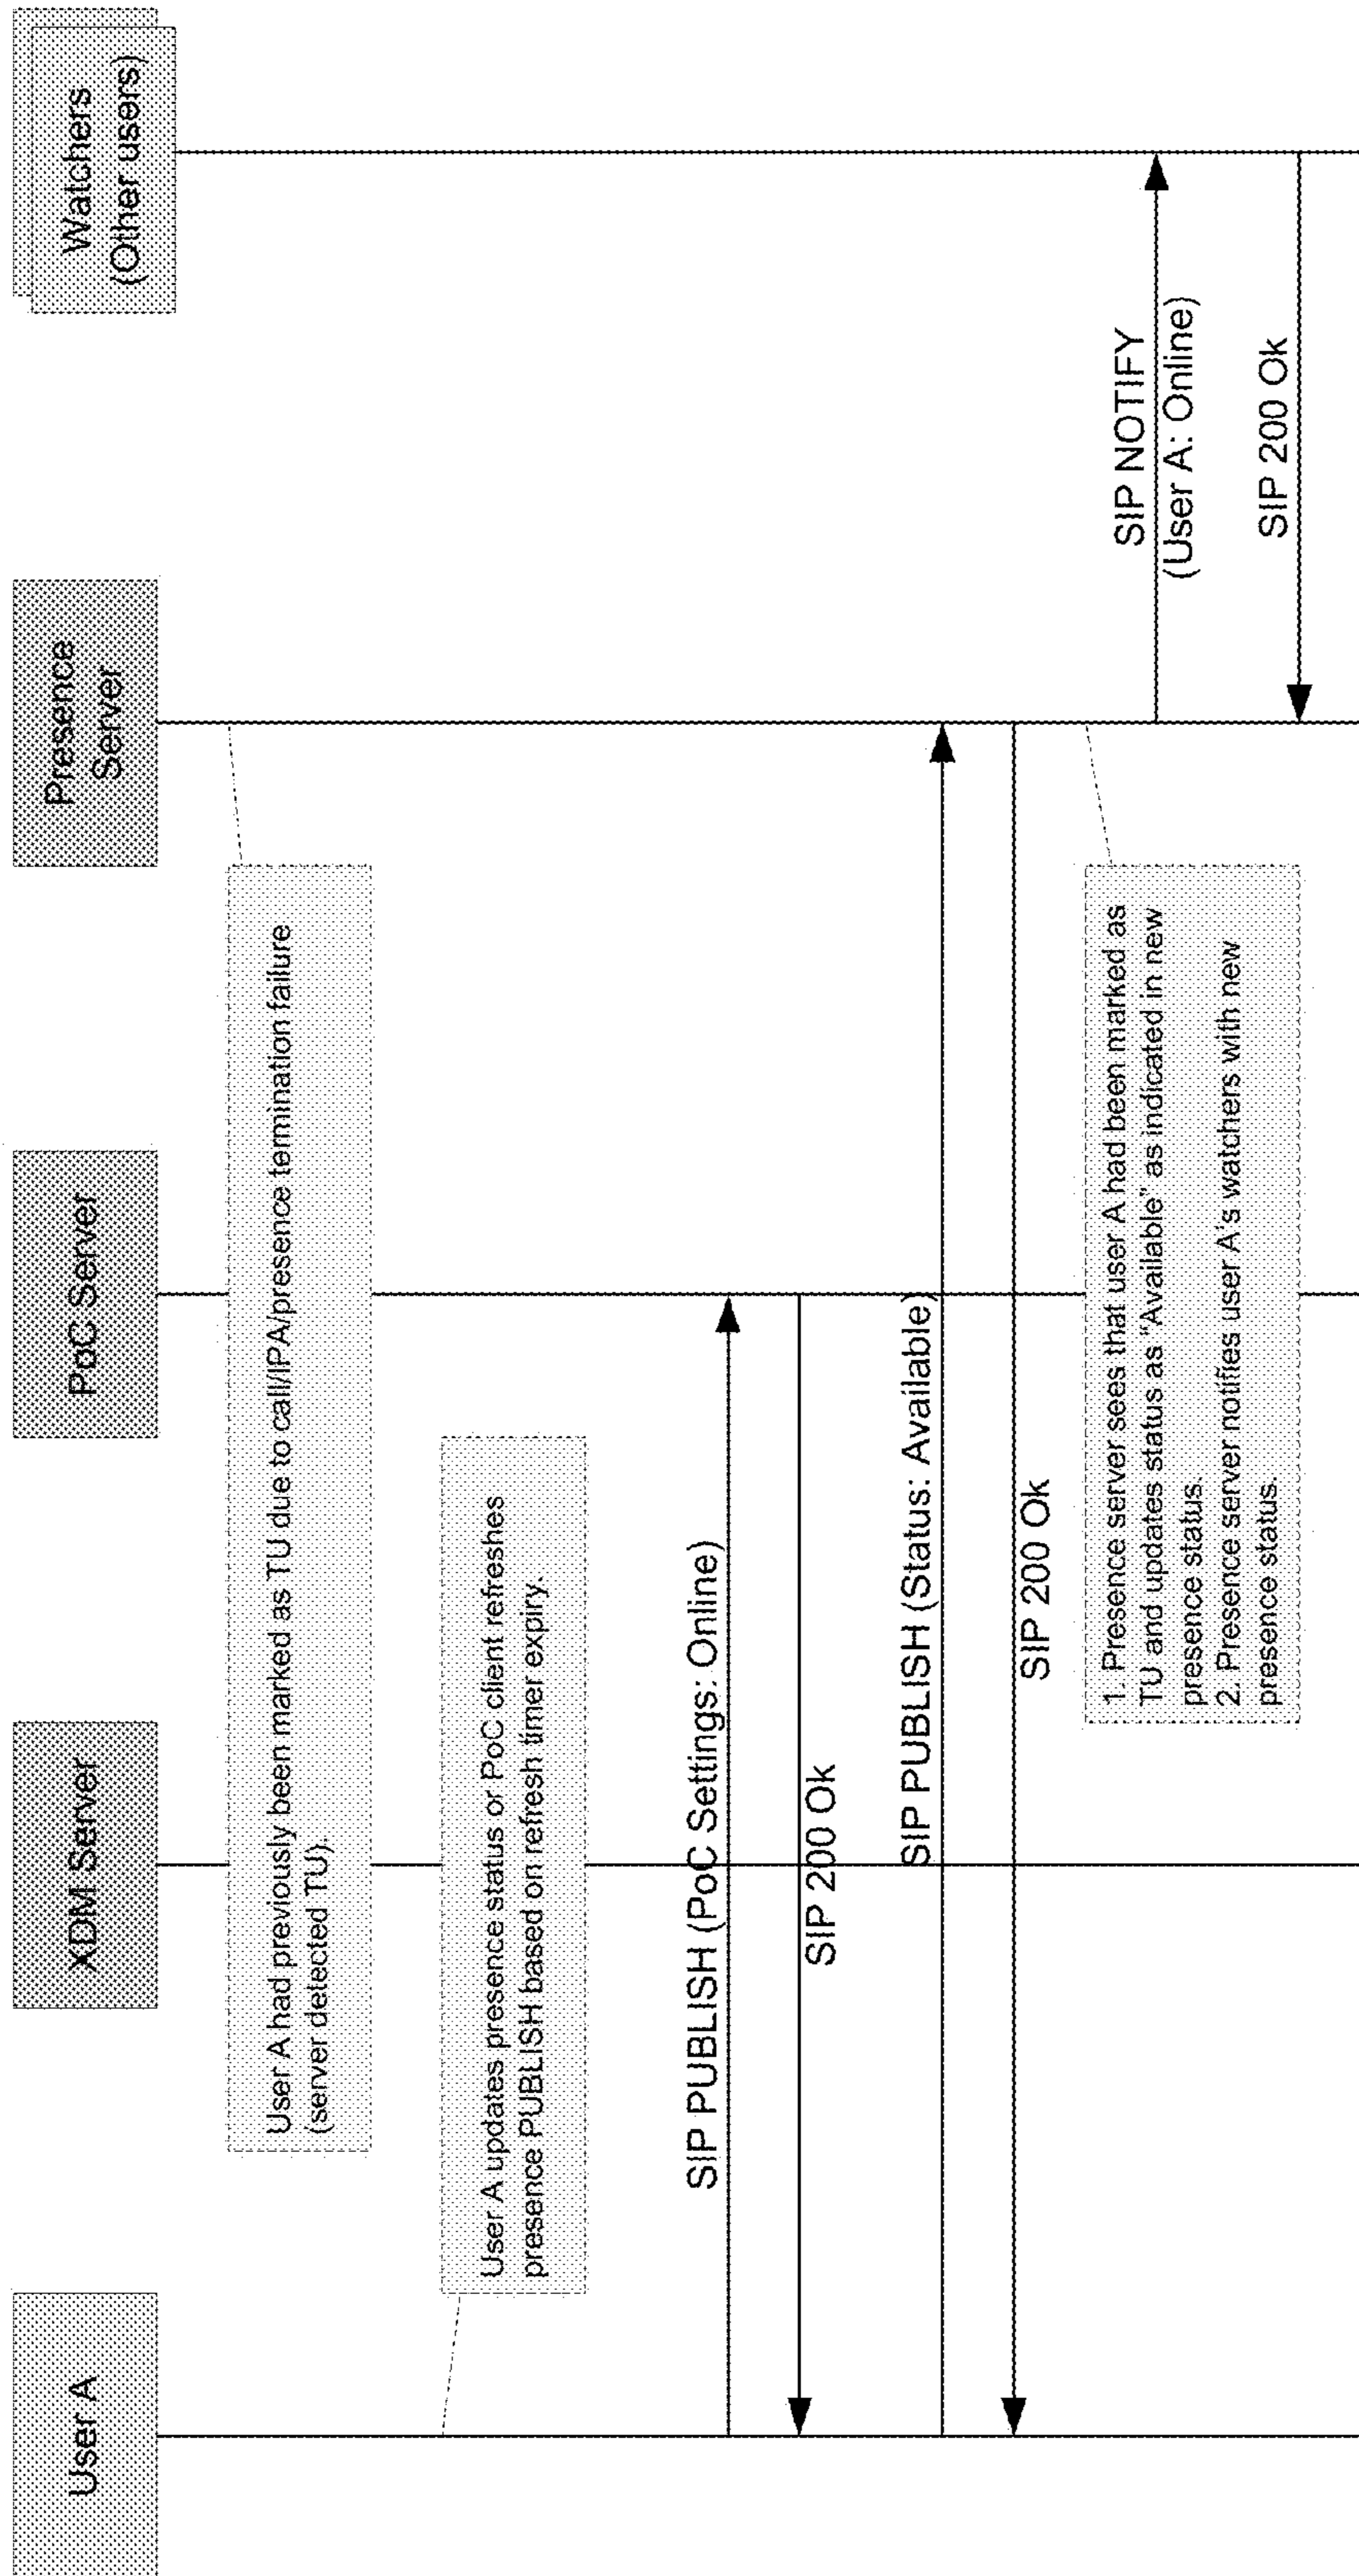 User A
XDM Server
PoC Server
Presence
Server
Watchers
(Other users)
User A had previously been marked as TU due to call/IPA/presence termination failure
(server detected TU).
User A updates presence status or PoC client refreshes
presence PUBLISH based on refresh timer expiry.
SIP PUBLISH (PoC Settings: Online)
SIP 200 Ok
SIP PUBLISH (Status: Available)
SIP 200 Ok
1. Presence server sees that user A had been marked as
TU and updates status as "Available" as indicated in new
presence status.
2. Presence server notifies user A's watchers with new
presence status.
SIP NOTIFY
(User A: Online)
SIP 200 Ok